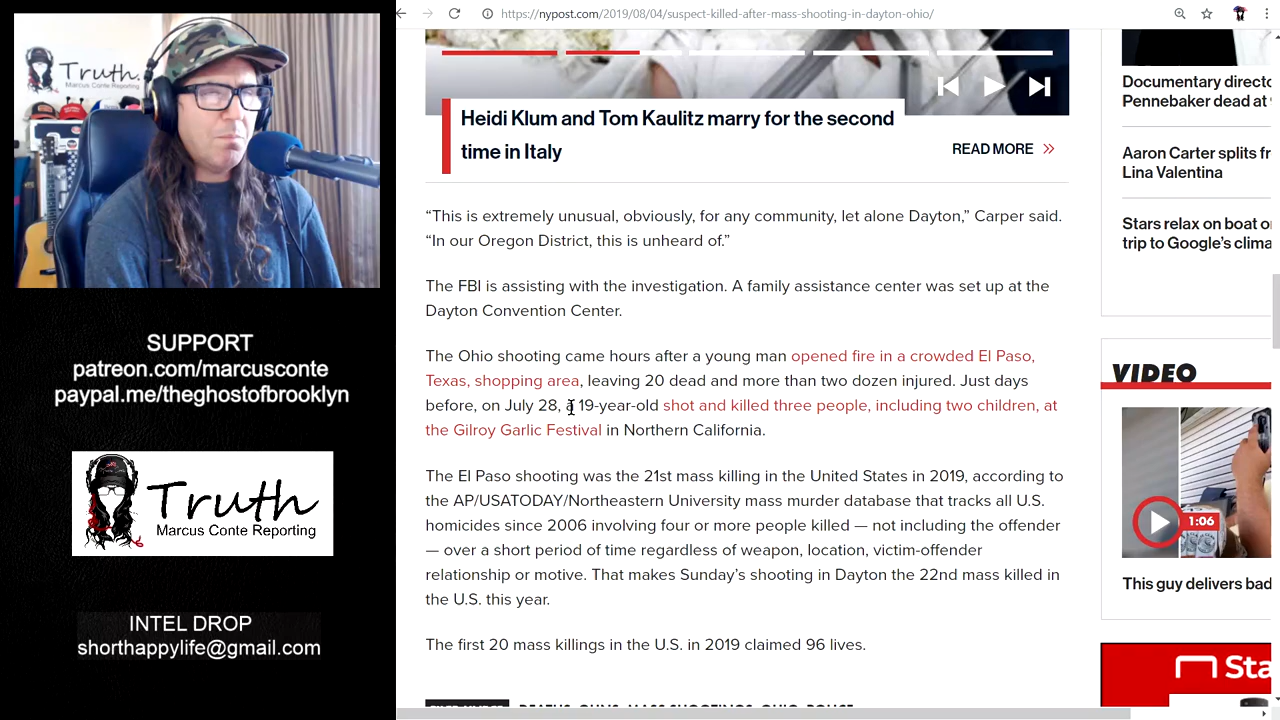 https://nypost.com/2019/08/04/suspect-killed-after-mass-shooting-in-dayton-ohio/
Truth.
Marcus Conte Reporting
SUPPORT
patreon.com/marcusconte
paypal.me/theghostofbrooklyn
Truth
Marcus Conte Reporting
INTEL DROP
shorthappylife@gmail.com
Heidi Klum and Tom Kaulitz marry for the second
time in Italy
READ MORE
“This is extremely unusual, obviously, for any community, let alone Dayton,” Carper said.
“In our Oregon District, this is unheard of.”
The FBI is assisting with the investigation. A family assistance center was set up at the
Dayton Convention Center.
The Ohio shooting came hours after a young man opened fire in a crowded El Paso,
Texas, shopping area, leaving 20 dead and more than two dozen injured. Just days
before, on July 28, a 19-year-old shot and killed three people, including two children, at
the Gilroy Garlic Festival in Northern California.
The El Paso shooting was the 21st mass killing in the United States in 2019, according to
the AP/USATODAY/Northeastern University mass murder database that tracks all U.S.
homicides since 2006 involving four or more people killed — not including the offender
— over a short period of time regardless of weapon, location, victim-offender
relationship or motive. That makes Sunday’s shooting in Dayton the 22nd mass killed in
the U.S. this year.
The first 20 mass killings in the U.S. in 2019 claimed 96 lives.
Documentary directo
Pennebaker dead at
Aaron Carter splits fr
Lina Valentina
Stars relax on boat o
trip to Google’s clima
VIDEO
1:06
This guy delivers bad
Sta